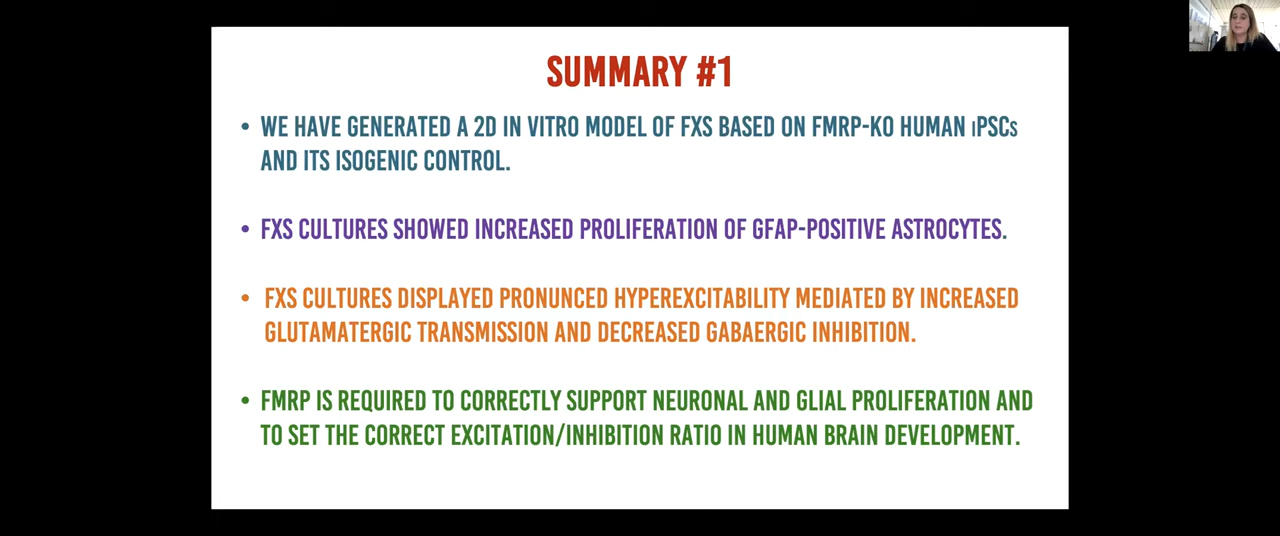 SUMMARY #1
• WE HAVE GENERATED A 2D IN VITRO MODEL OF FXS BASED ON FMRP-KO HUMAN iPSCs
AND ITS ISOGENIC CONTROL.
• FXS CULTURES SHOWED INCREASED PROLIFERATION OF GFAP-POSITIVE ASTROCYTES.
• FXS CULTURES DISPLAYED PRONUNCED HYPEREXCITABILITY MEDIATED BY INCREASED
GLUTAMATERGIC TRANSMISSION AND DECREASED GABAERGIC INHIBITION.
• FMRP IS REQUIRED TO CORRECTLY SUPPORT NEURONAL AND GLIAL PROLIFERATION AND
TO SET THE CORRECT EXCITATION/INHIBITION RATIO IN HUMAN BRAIN DEVELOPMENT.